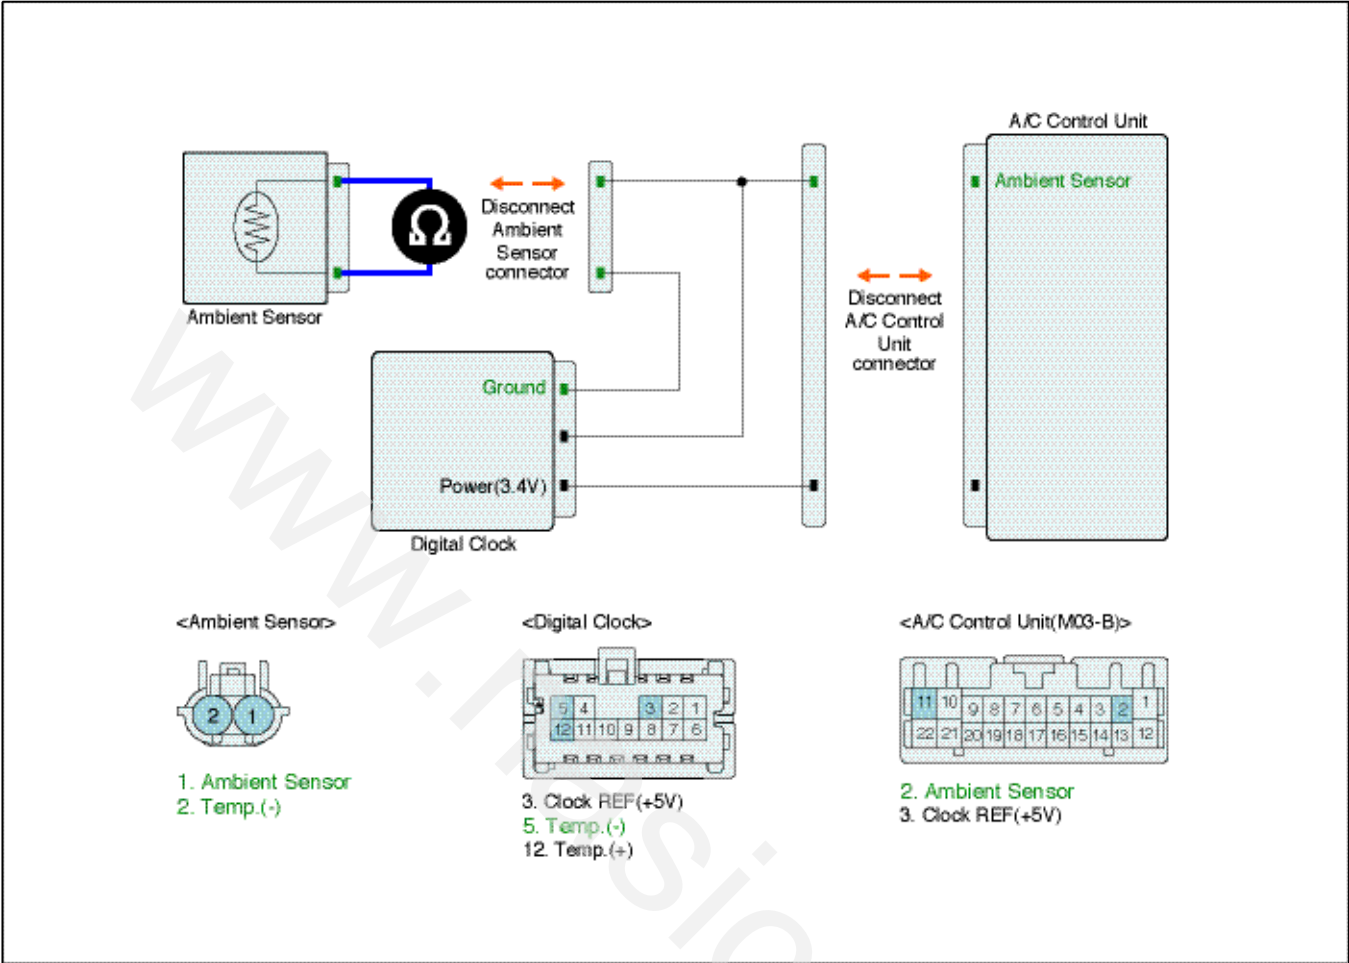 A/C Control Unit
Ambient Sensor
Ω
Disconnect
Ambient
Sensor
connector
Ambient Sensor
Disconnect
A/C Control
Unit
connector
Ground
Power(3.4V)
Digital Clock
<Ambient Sensor>
<Digital Clock>
<A/C Control Unit(M03-B)>
2 1
5 4 3 2 1
12 11 10 9 8 7 6
11 10 9 8 7 6 5 4 3 2 1
22 21 20 19 18 17 16 15 14 13 12
1. Ambient Sensor
2. Temp.(-)
3. Clock REF(+5V)
5. Temp.(-)
12. Temp.(+)
2. Ambient Sensor
3. Clock REF(+5V)